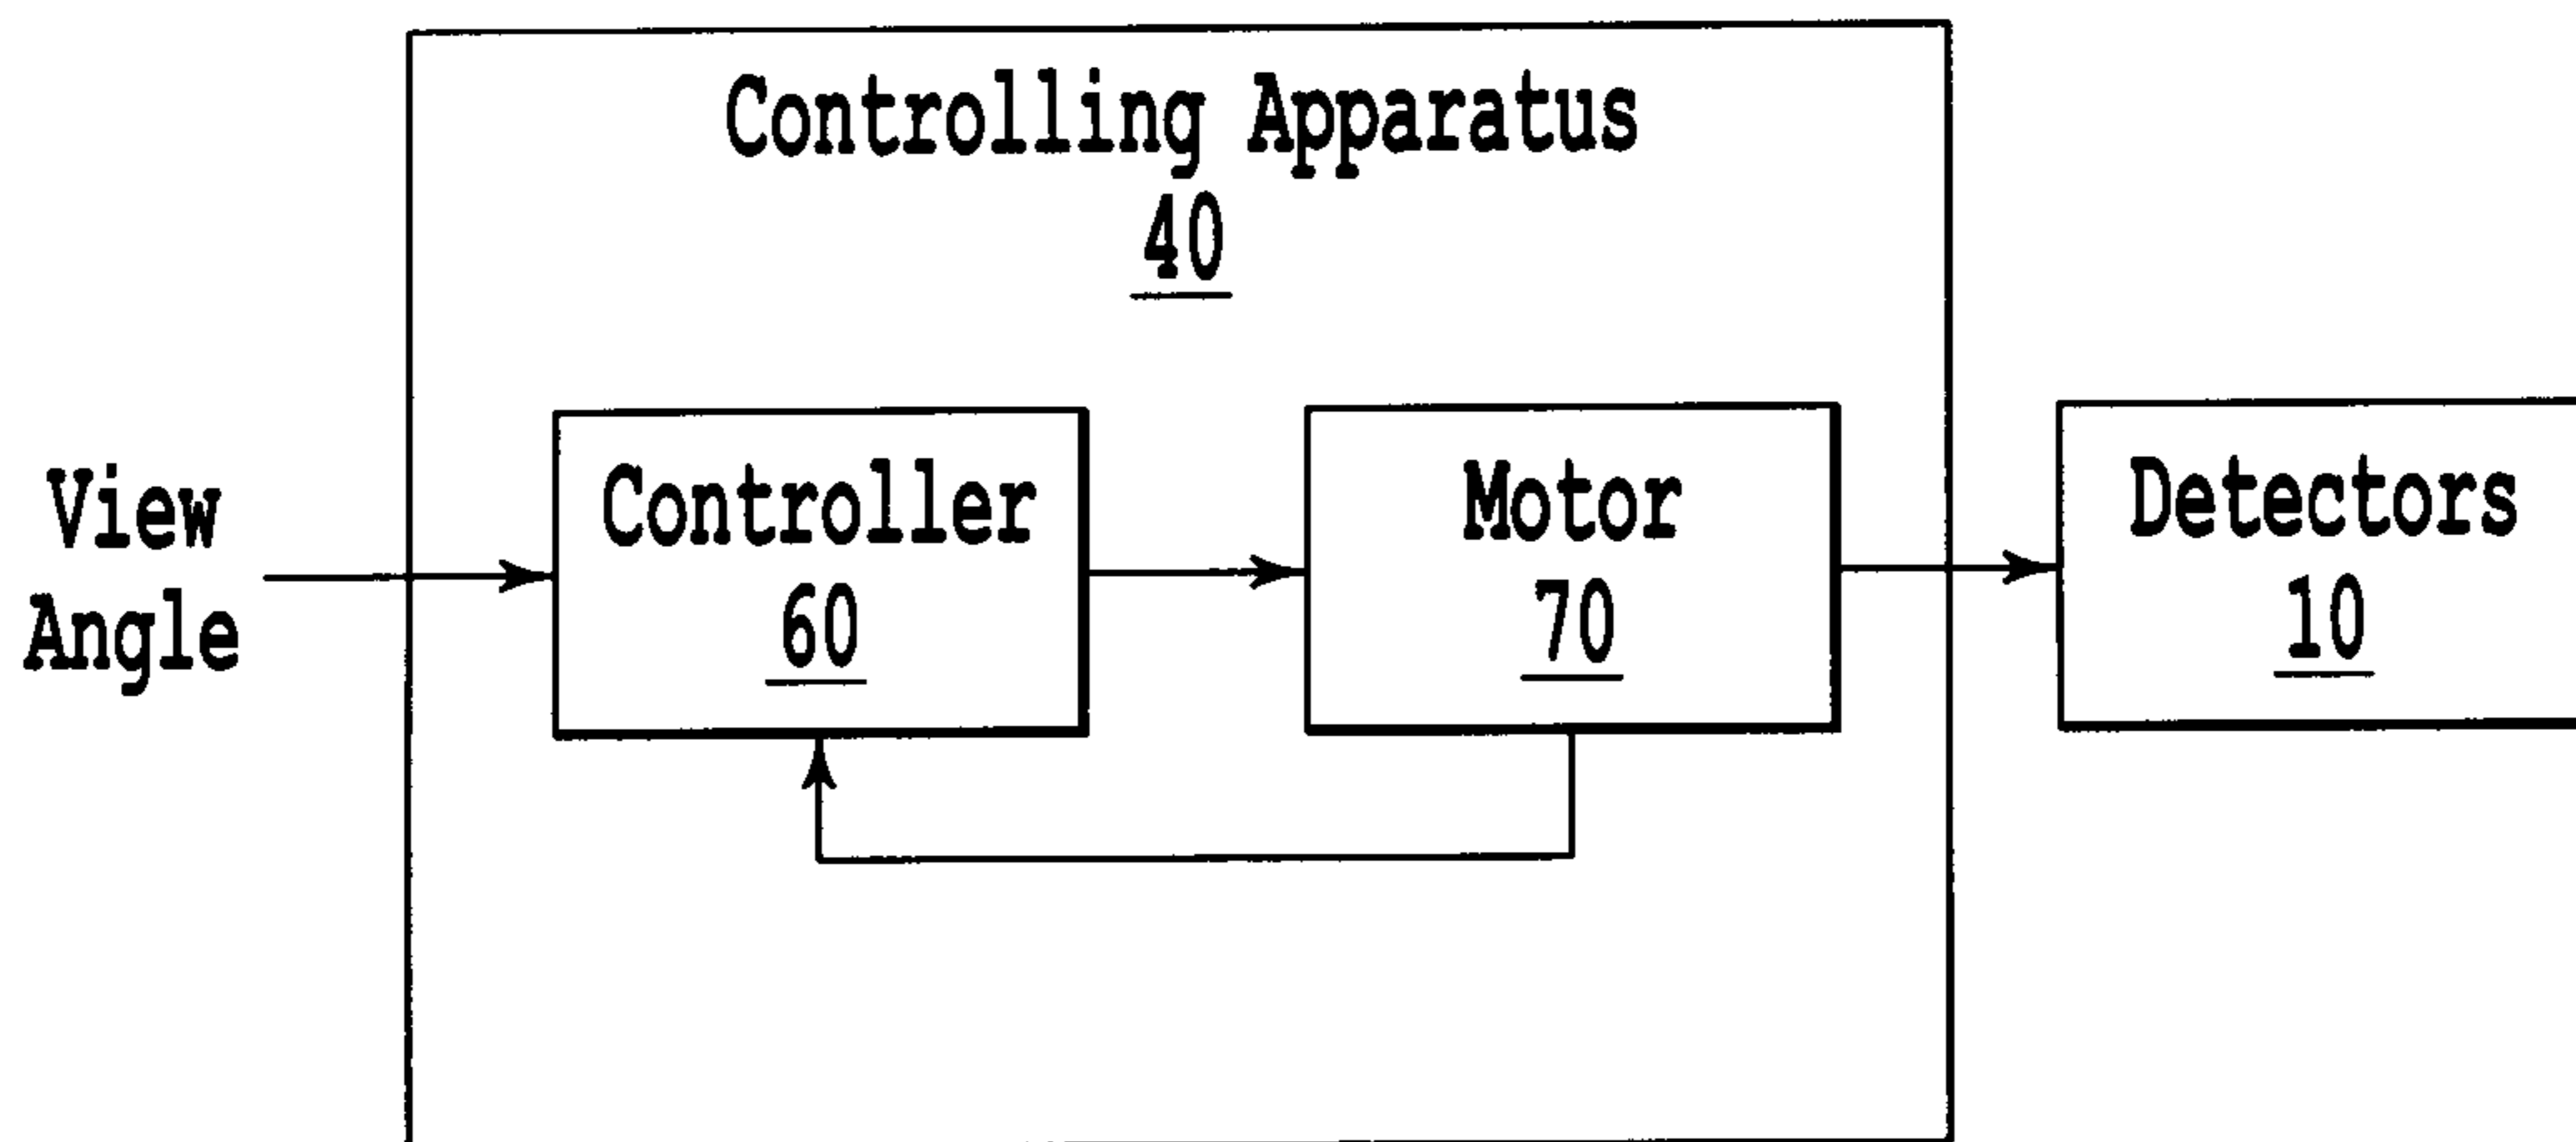 Controlling Apparatus
40
View
Angle
Controller
60
Motor
70
Detectors
10